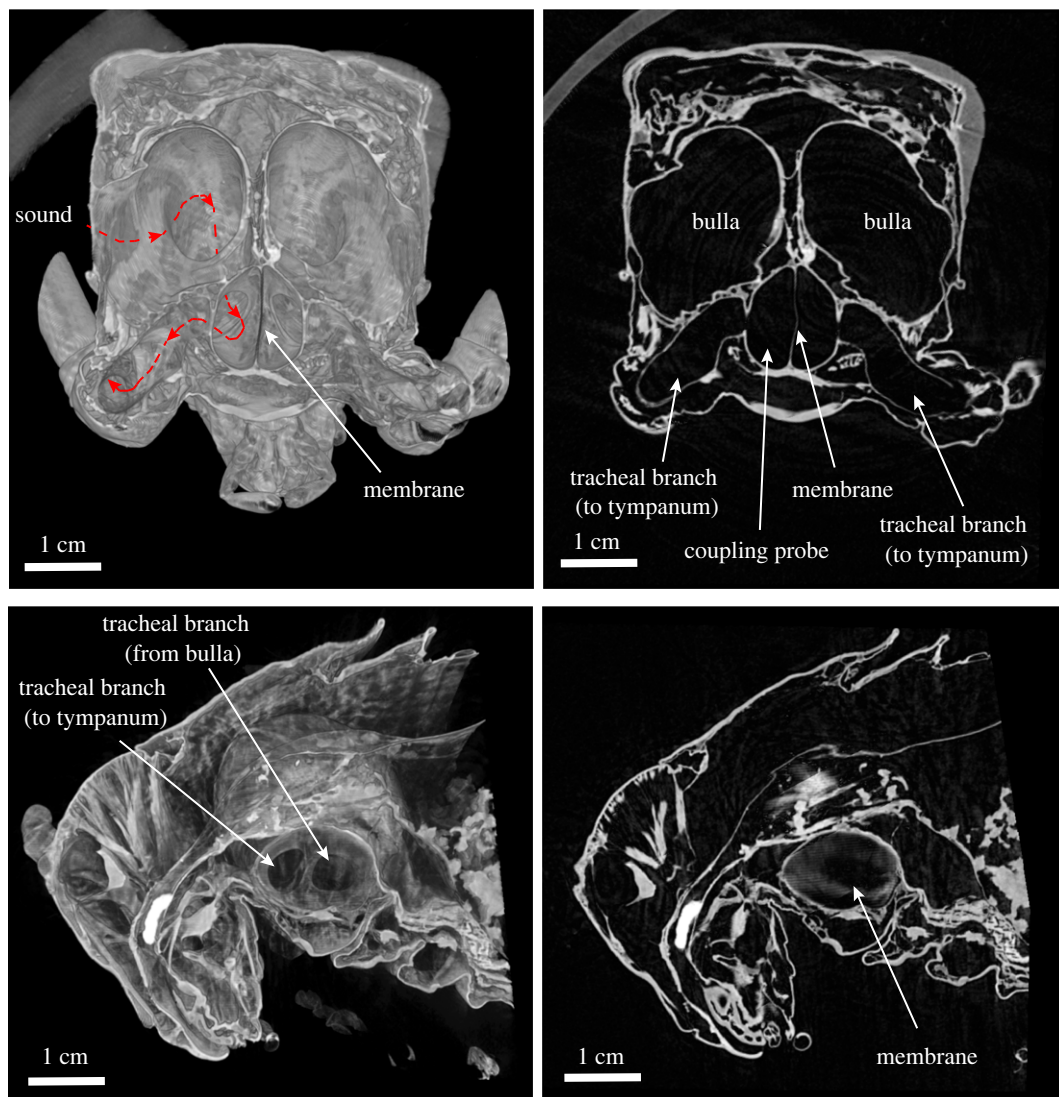 sound
membrane
1 cm
bulla
bulla
tracheal branch
(to tympanum)
membrane
coupling probe
tracheal branch
(to tympanum)
1 cm
tracheal branch
(from bulla)
tracheal branch
(to tympanum)
1 cm
membrane
1 cm